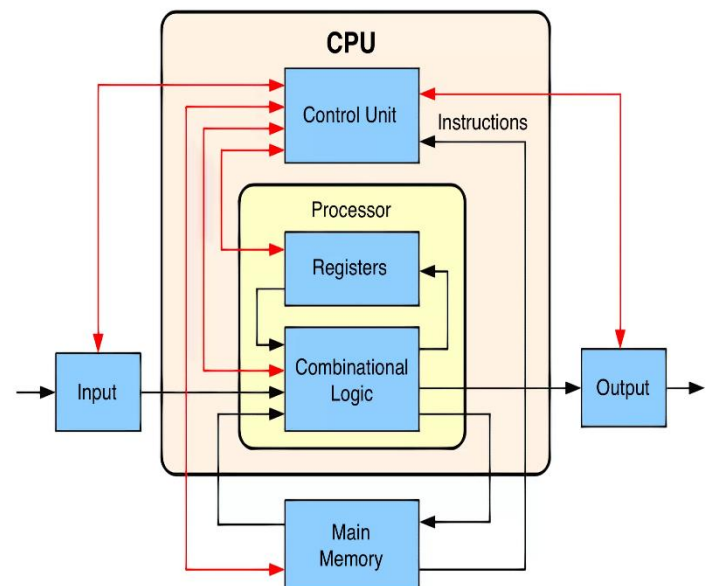 CPU
Control Unit
Instructions
Processor
Registers
Combinational
Logic
Input
Output
Main
Memory